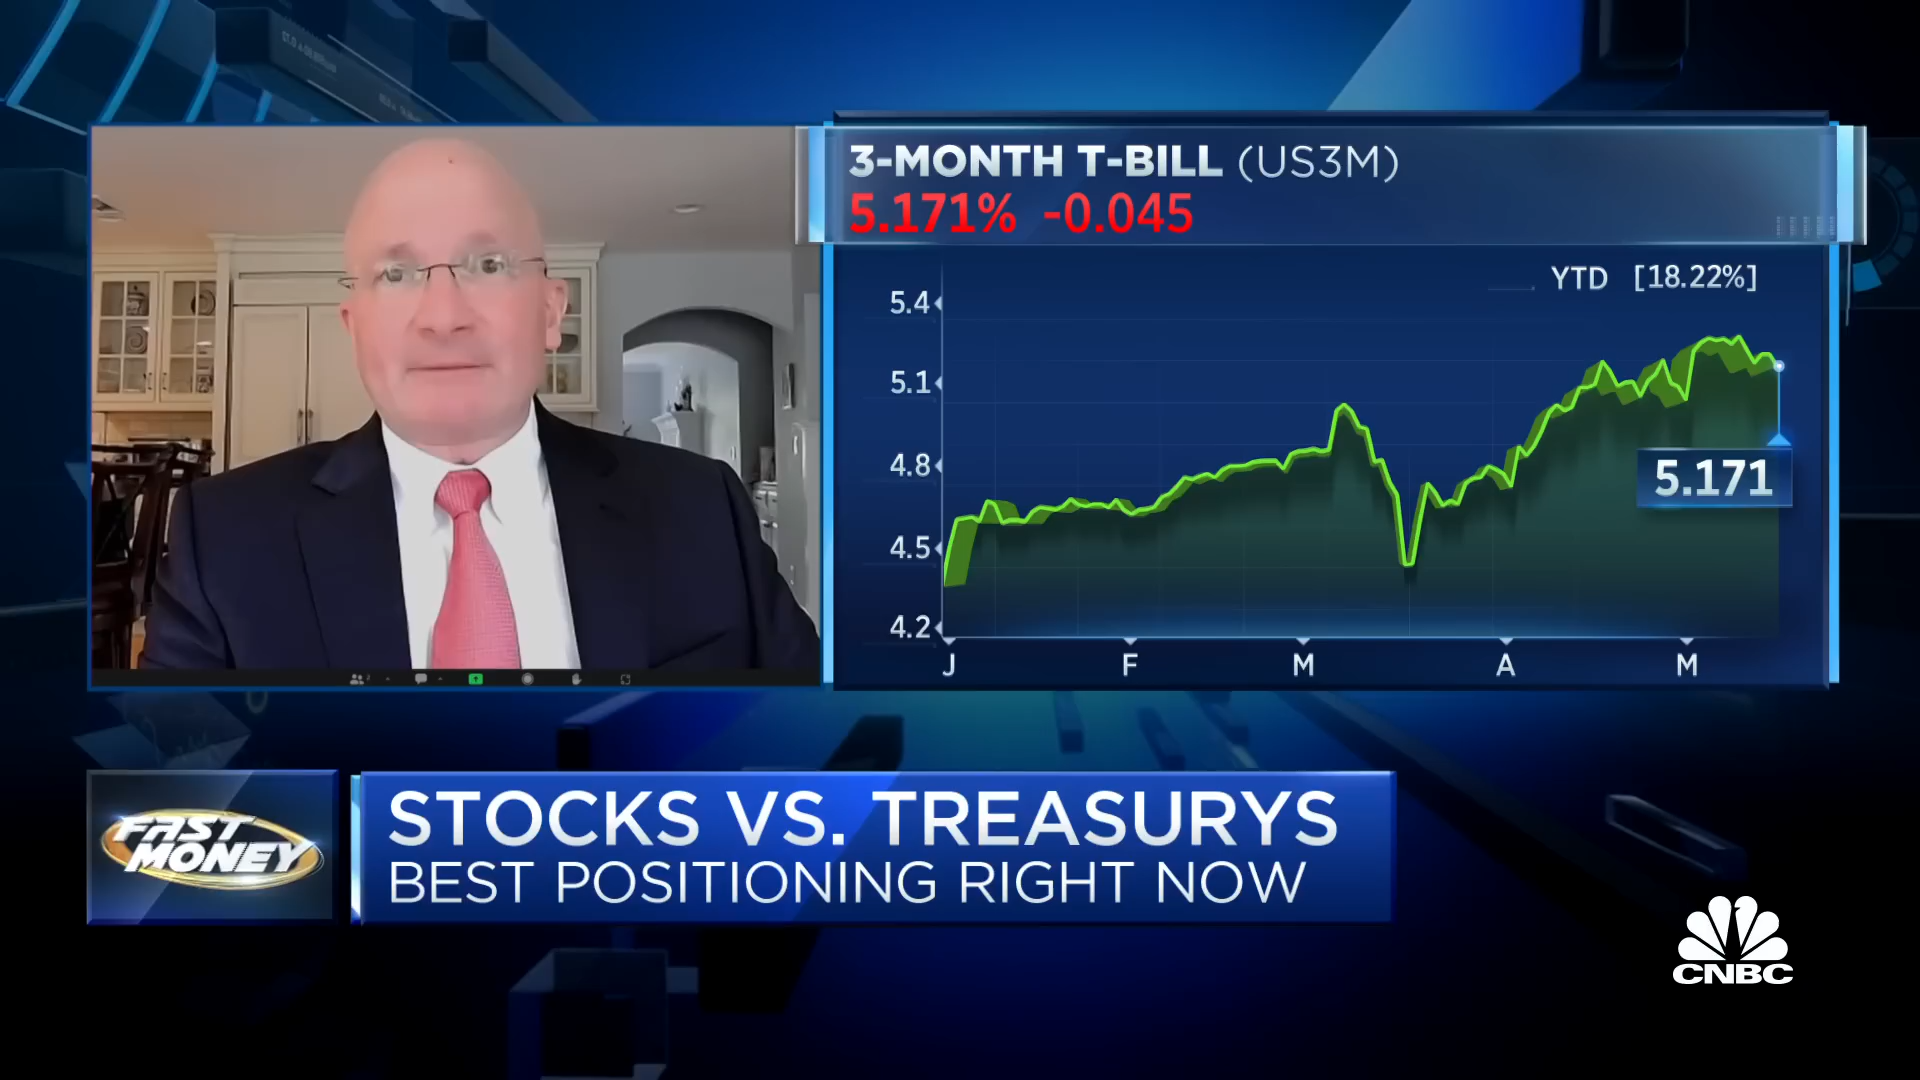 3-MONTH T-BILL (US3M)
5.171% -0.045
YTD [18.22%]
5.4
5.1
4.8
4.5
4.2
5.171
J F M A M
FAST
MONEY
STOCKS VS. TREASURYS
BEST POSITIONING RIGHT NOW
CNBC